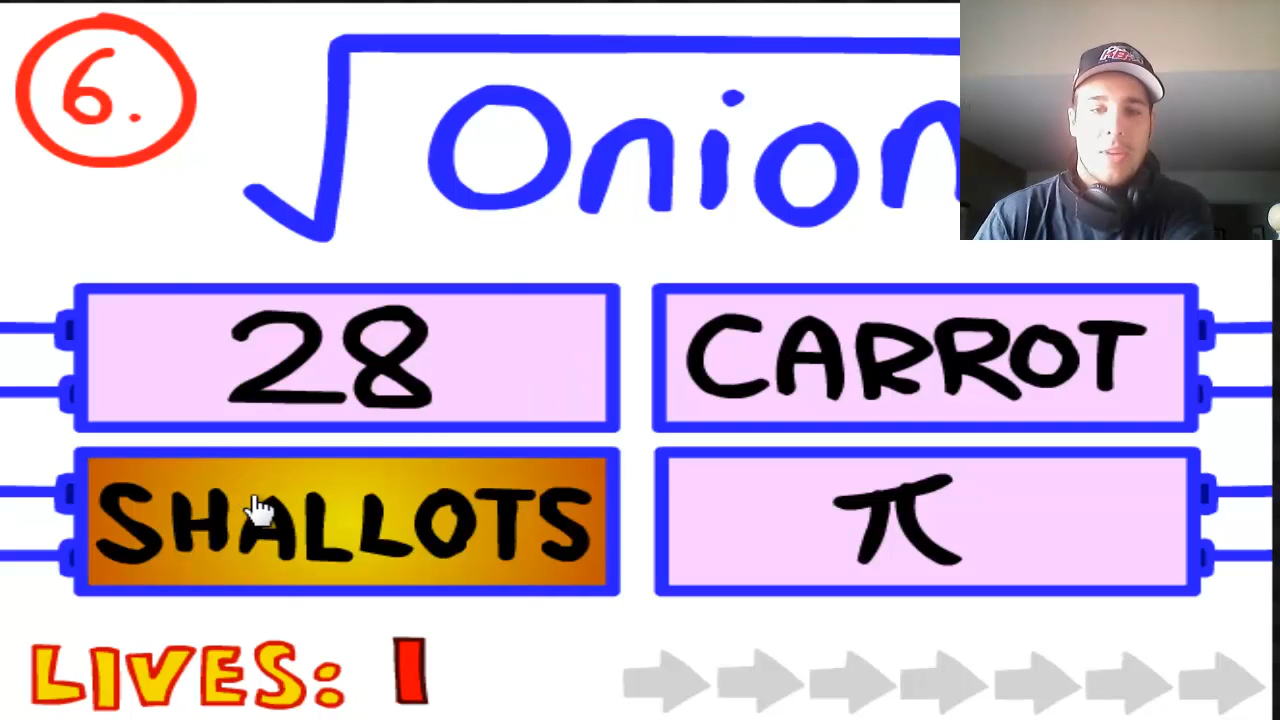 6.
√Onion
28
CARROT
SHALLOTS
π
LIVES: 1